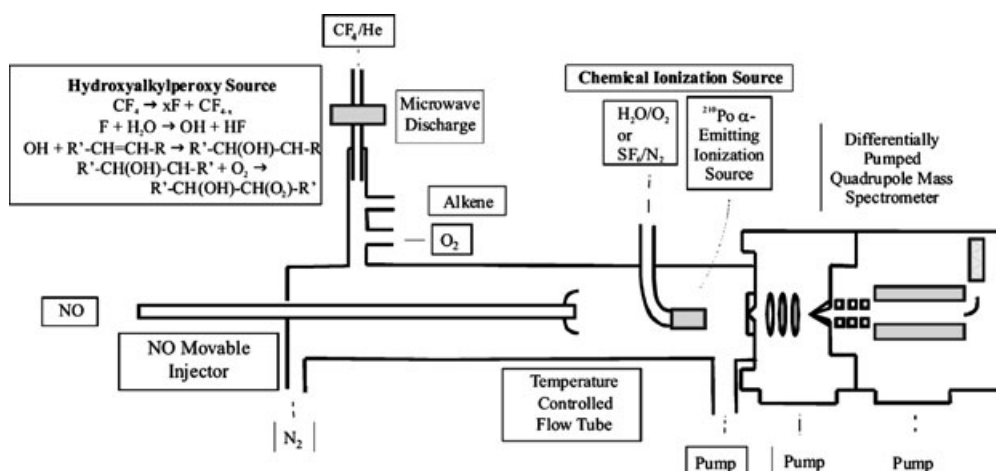 CF₄/He
Hydroxyalkylperoxy Source
CF₄ → xF + CF₄₋ₓ
F + H₂O → OH + HF
OH + R'-CH=CH-R → R'-CH(OH)-CH-R
R'-CH(OH)-CH-R' + O₂ →
R'-CH(OH)-CH(O₂)-R'
Microwave
Discharge
Alkene
O₂
Chemical Ionization Source
H₂O/O₂
or
SF₆/N₂
²¹⁰Po α-
Emitting
Ionization
Source
Differentially
Pumped
Quadrupole Mass
Spectrometer
NO
NO Movable
Injector
N₂
Temperature
Controlled
Flow Tube
Pump
Pump
Pump